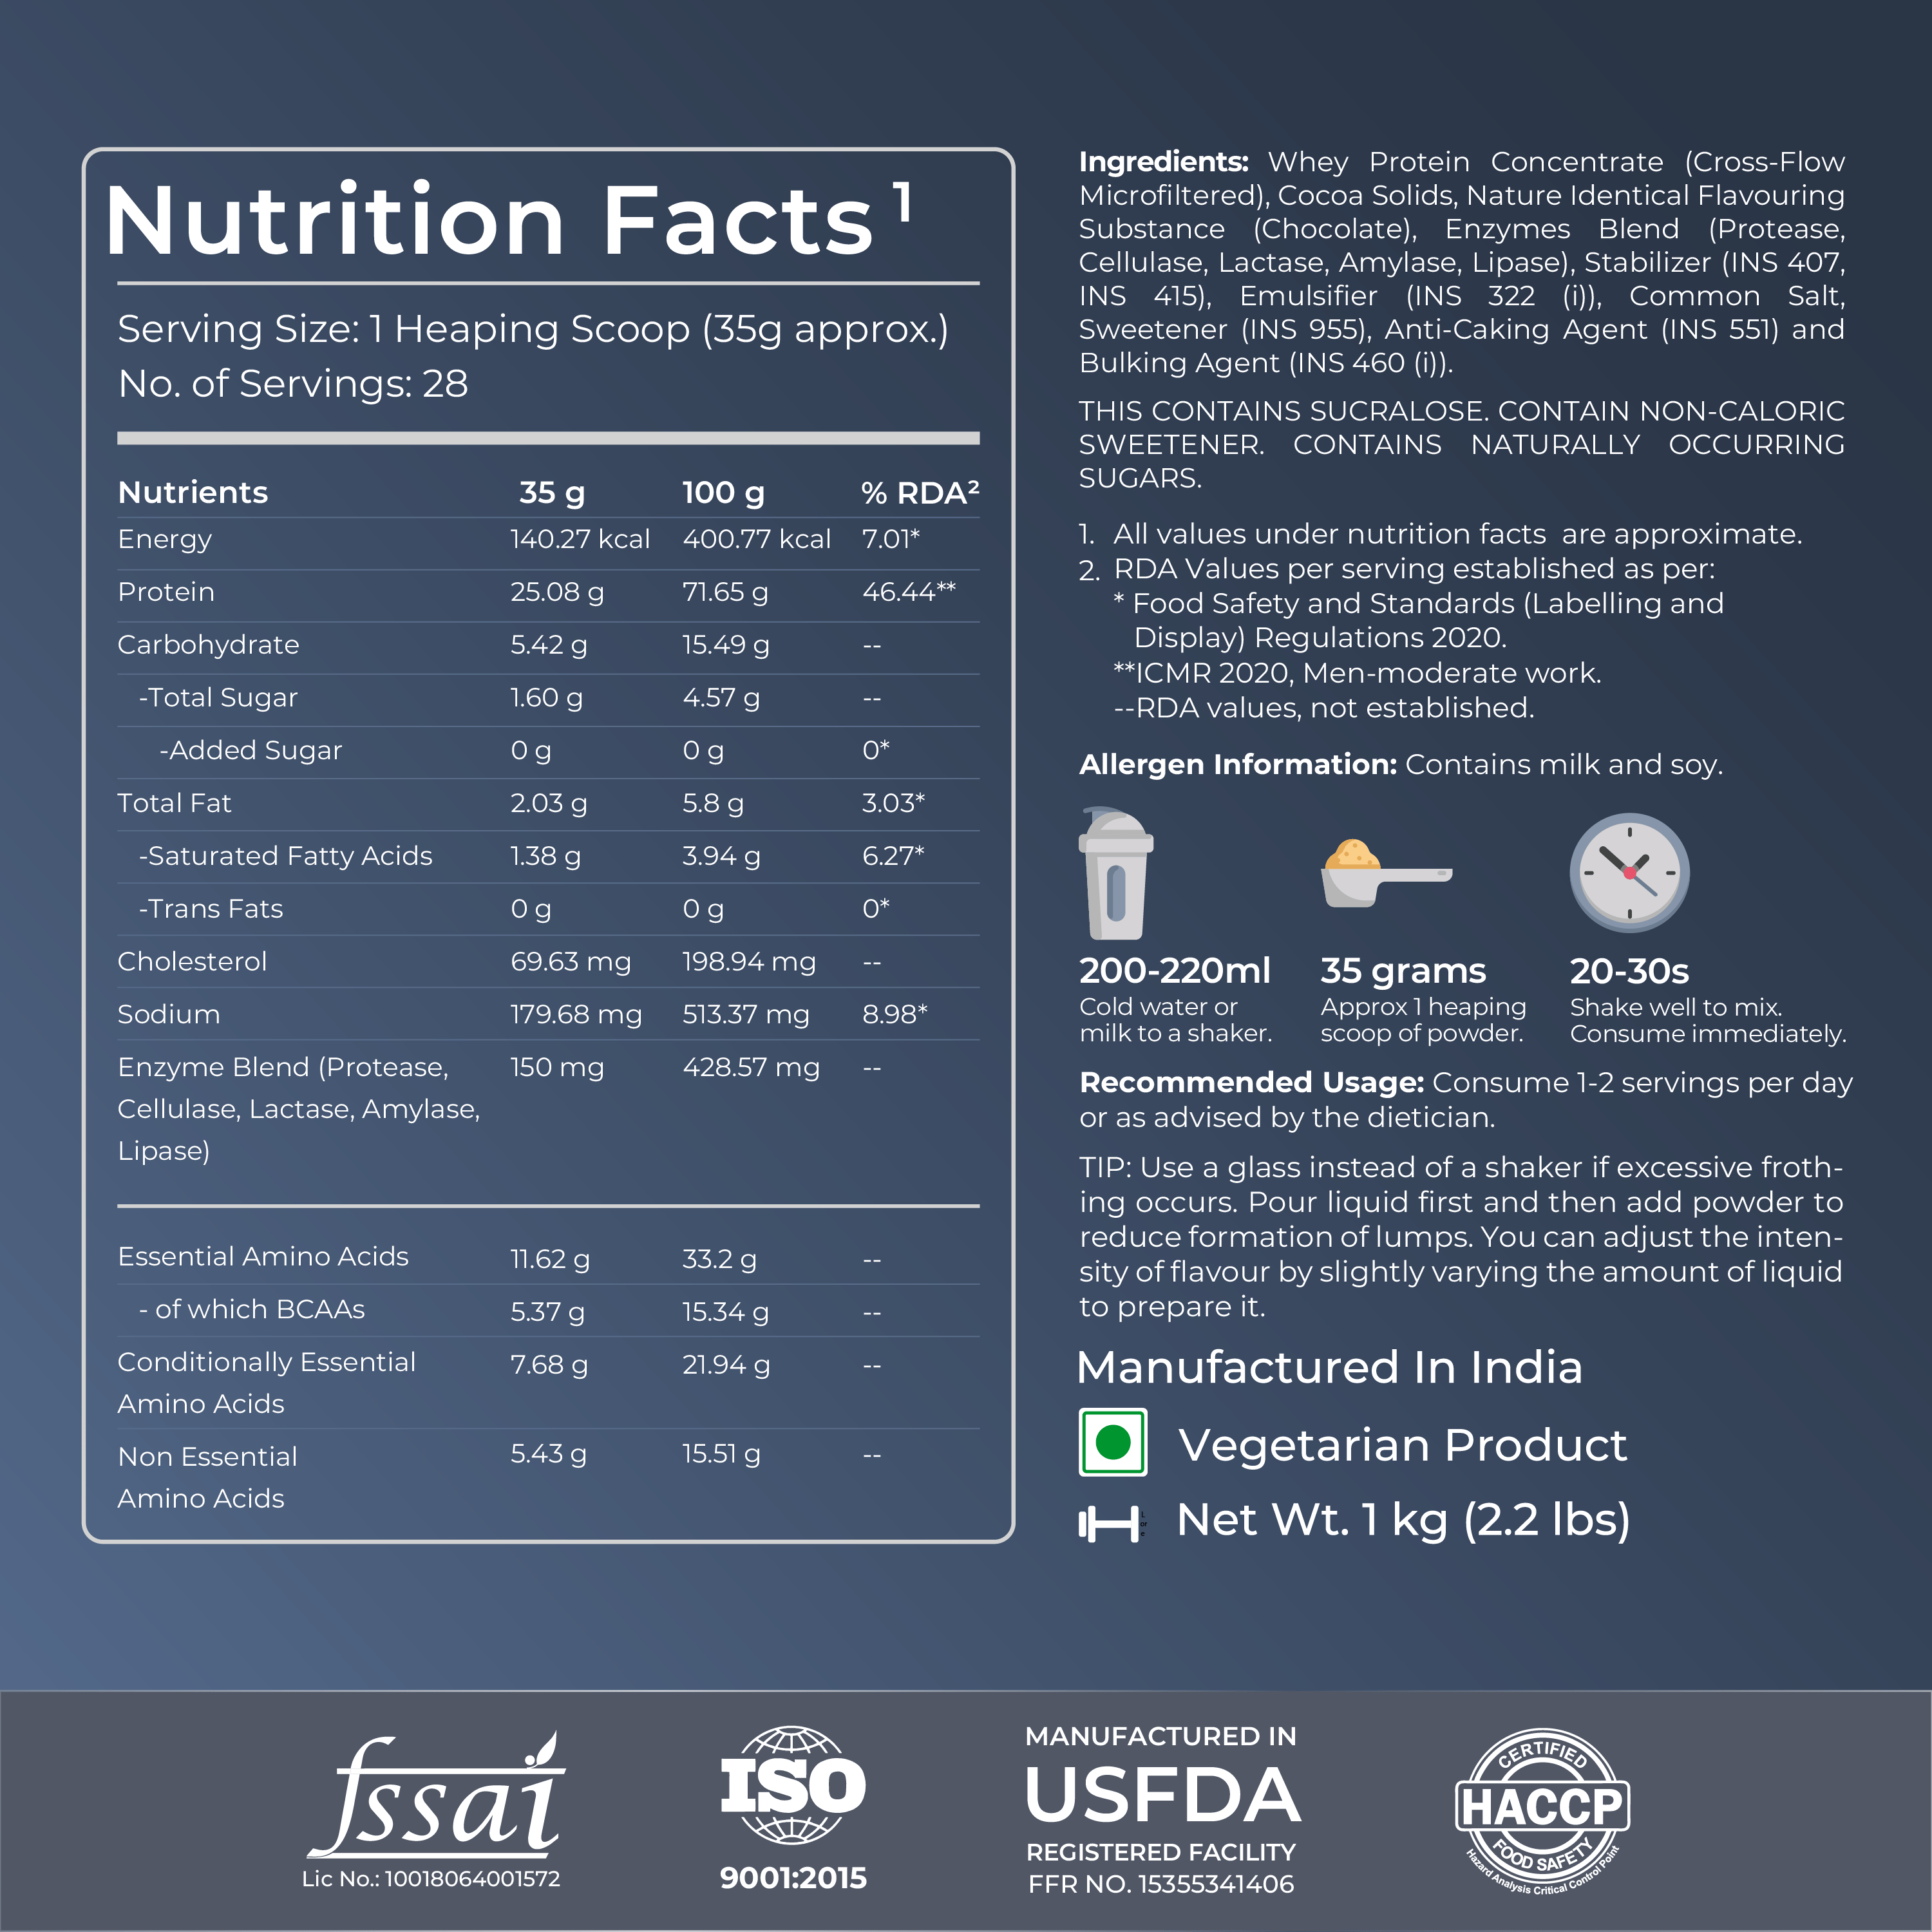 Nutrition Facts¹
Serving Size: 1 Heaping Scoop (35g approx.)
No. of Servings: 28
Nutrients 35 g 100 g % RDA²
Energy 140.27 kcal 400.77 kcal 7.01*
Protein 25.08 g 71.65 g 46.44**
Carbohydrate 5.42 g 15.49 g --
-Total Sugar 1.60 g 4.57 g --
-Added Sugar 0 g 0 g 0*
Total Fat 2.03 g 5.8 g 3.03*
-Saturated Fatty Acids 1.38 g 3.94 g 6.27*
-Trans Fats 0 g 0 g 0*
Cholesterol 69.63 mg 198.94 mg --
Sodium 179.68 mg 513.37 mg 8.98*
Enzyme Blend (Protease, 150 mg 428.57 mg --
Cellulase, Lactase, Amylase,
Lipase)
Essential Amino Acids 11.62 g 33.2 g --
- of which BCAAs 5.37 g 15.34 g --
Conditionally Essential 7.68 g 21.94 g --
Amino Acids
Non Essential 5.43 g 15.51 g --
Amino Acids
Ingredients: Whey Protein Concentrate (Cross-Flow
Microfiltered), Cocoa Solids, Nature Identical Flavouring
Substance (Chocolate), Enzymes Blend (Protease,
Cellulase, Lactase, Amylase, Lipase), Stabilizer (INS 407,
INS 415), Emulsifier (INS 322 (i)), Common Salt,
Sweetener (INS 955), Anti-Caking Agent (INS 551) and
Bulking Agent (INS 460 (i)).
THIS CONTAINS SUCRALOSE. CONTAIN NON-CALORIC
SWEETENER. CONTAINS NATURALLY OCCURRING
SUGARS.
1. All values under nutrition facts are approximate.
2. RDA Values per serving established as per:
* Food Safety and Standards (Labelling and
Display) Regulations 2020.
**ICMR 2020, Men-moderate work.
--RDA values, not established.
Allergen Information: Contains milk and soy.
200-220ml
Cold water or
milk to a shaker.
35 grams
Approx 1 heaping
scoop of powder.
20-30s
Shake well to mix.
Consume immediately.
Recommended Usage: Consume 1-2 servings per day
or as advised by the dietician.
TIP: Use a glass instead of a shaker if excessive froth-
ing occurs. Pour liquid first and then add powder to
reduce formation of lumps. You can adjust the inten-
sity of flavour by slightly varying the amount of liquid
to prepare it.
Manufactured In India
Vegetarian Product
Net Wt. 1 kg (2.2 lbs)
fssai
Lic No.: 10018064001572
ISO
9001:2015
MANUFACTURED IN
USFDA
REGISTERED FACILITY
FFR NO. 15355341406
CERTIFIED
HACCP
FOOD SAFETY
Hazard Analysis Critical Control Point